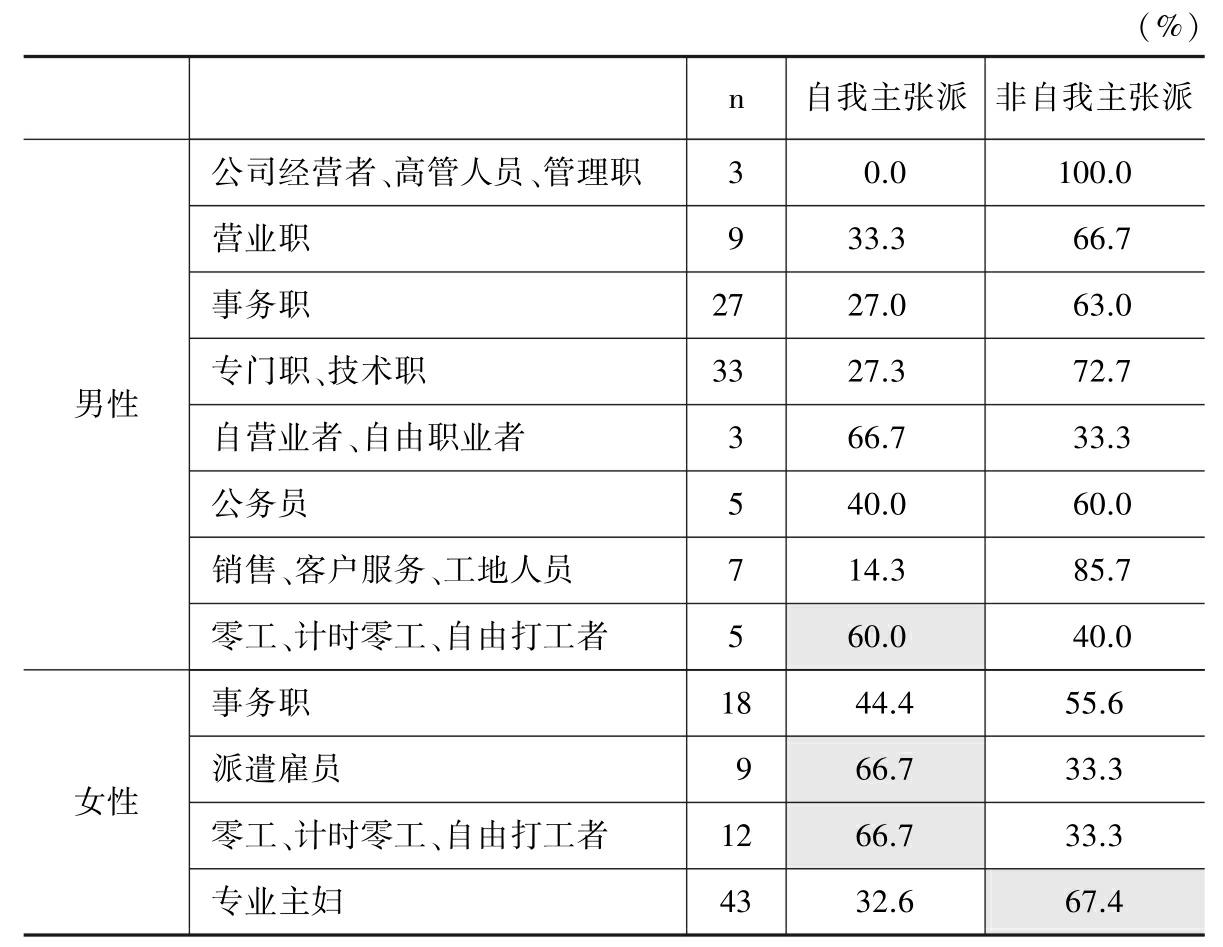 (%)
n 自我主张派 非自我主张派
男性
公司经营者、高管人员、管理职 3 0.0 100.0
营业职 9 33.3 66.7
事务职 27 27.0 63.0
专门职、技术职 33 27.3 72.7
自营业者、自由职业者 3 66.7 33.3
公务员 5 40.0 60.0
销售、客户服务、工地人员 7 14.3 85.7
零工、计时零工、自由打工者 5 60.0 40.0
女性
事务职 18 44.4 55.6
派遣雇员 9 66.7 33.3
零工、计时零工、自由打工者 12 66.7 33.3
专业主妇 43 32.6 67.4